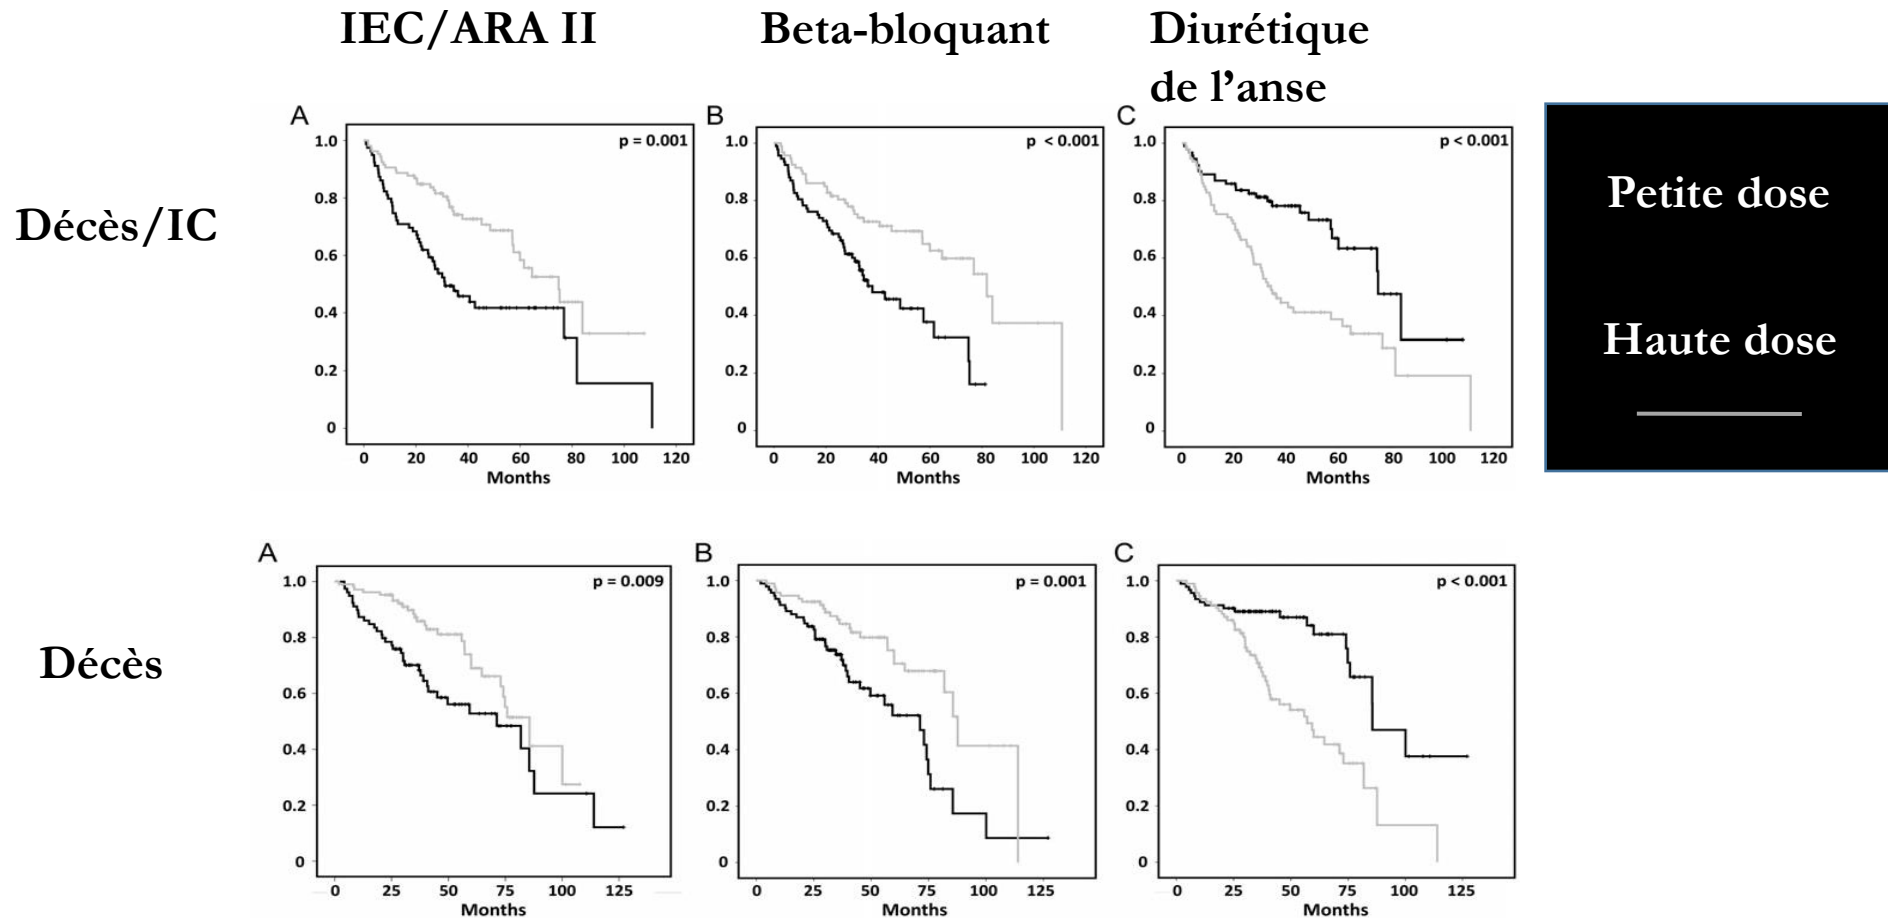 IEC/ARA II
Beta-bloquant
Diurétique
de l’anse
Décès/IC
A
p = 0.001
1.0
0.8
0.6
0.4
0.2
0
0 20 40 60 80 100 120
Months
B
p < 0.001
1.0
0.8
0.6
0.4
0.2
0
0 20 40 60 80 100 120
Months
C
p < 0.001
1.0
0.8
0.6
0.4
0.2
0
0 20 40 60 80 100 120
Months
Petite dose
Haute dose
Décès
A
p = 0.009
1.0
0.8
0.6
0.4
0.2
0
0 25 50 75 100 125
Months
B
p = 0.001
1.0
0.8
0.6
0.4
0.2
0
0 25 50 75 100 125
Months
C
p < 0.001
1.0
0.8
0.6
0.4
0.2
0
0 25 50 75 100 125
Months